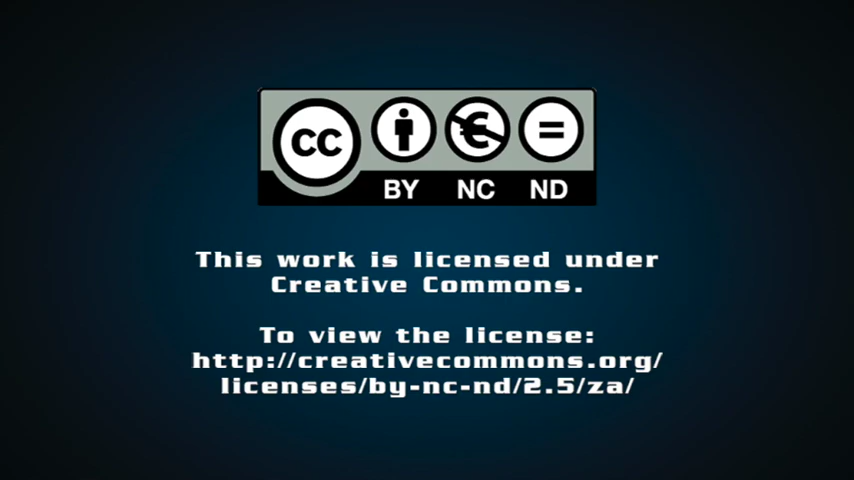 CC
BY NC ND
This work is licensed under
Creative Commons.
To view the license:
http://creativecommons.org/
licenses/by-nc-nd/2.5/za/